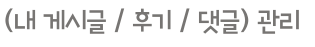 (내 게시글 / 후기 / 댓글) 관리